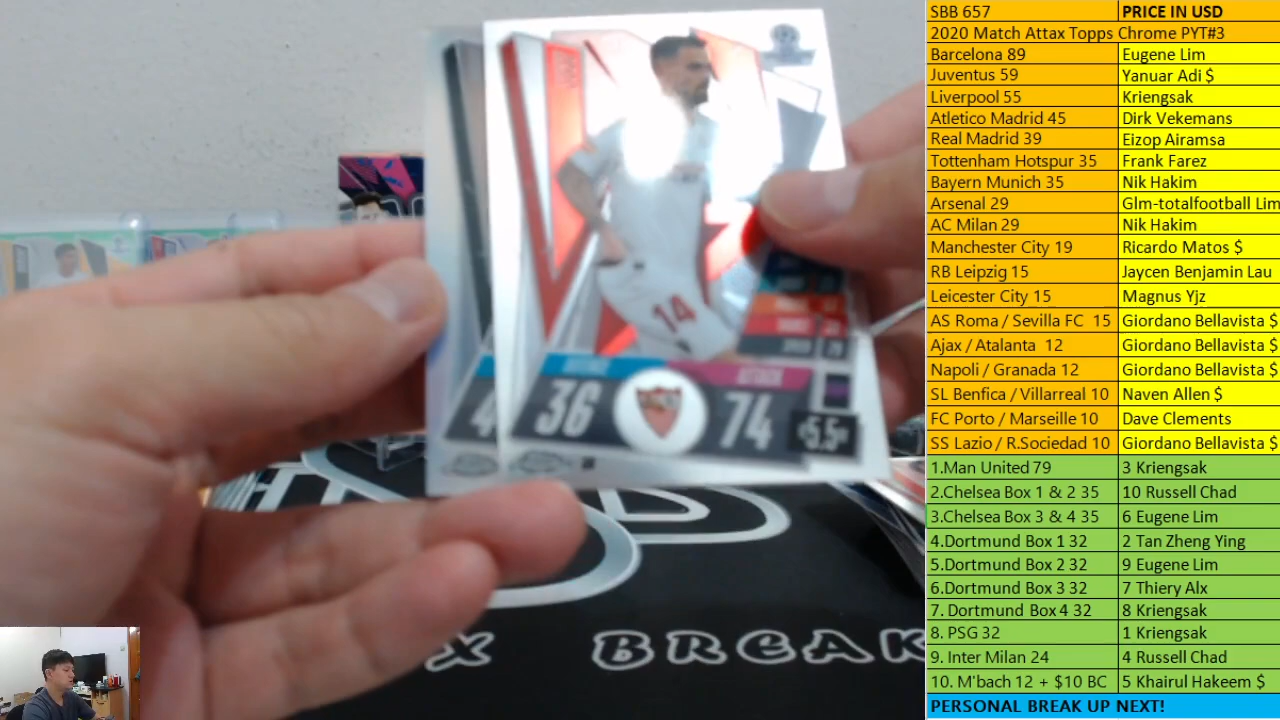 SBB 657 PRICE IN USD
2020 Match Attax Topps Chrome PYT#3
Barcelona 89 Eugene Lim
Juventus 59 Yanuar Adi $
Liverpool 55 Kriengsak
Atletico Madrid 45 Dirk Vekemans
Real Madrid 39 Eizop Airamsa
Tottenham Hotspur 35 Frank Farez
Bayern Munich 35 Nik Hakim
Arsenal 29 Glm-totalfootball Lim
AC Milan 29 Nik Hakim
Manchester City 19 Ricardo Matos $
RB Leipzig 15 Jaycen Benjamin Lau
Leicester City 15 Magnus Yjz
AS Roma / Sevilla FC 15 Giordano Bellavista $
Ajax / Atalanta 12 Giordano Bellavista $
Napoli / Granada 12 Giordano Bellavista $
SL Benfica / Villarreal 10 Naven Allen $
FC Porto / Marseille 10 Dave Clements
SS Lazio / R.Sociedad 10 Giordano Bellavista $
1.Man United 79 3 Kriengsak
2.Chelsea Box 1 & 2 35 10 Russell Chad
3.Chelsea Box 3 & 4 35 6 Eugene Lim
4.Dortmund Box 1 32 2 Tan Zheng Ying
5.Dortmund Box 2 32 9 Eugene Lim
6.Dortmund Box 3 32 7 Thiery Alx
7. Dortmund Box 4 32 8 Kriengsak
8. PSG 32 1 Kriengsak
9. Inter Milan 24 4 Russell Chad
10. M'bach 12 + $10 BC 5 Khairul Hakeem $
PERSONAL BREAK UP NEXT!
14
ATTACK
4 36 74 5.5
X BREAK